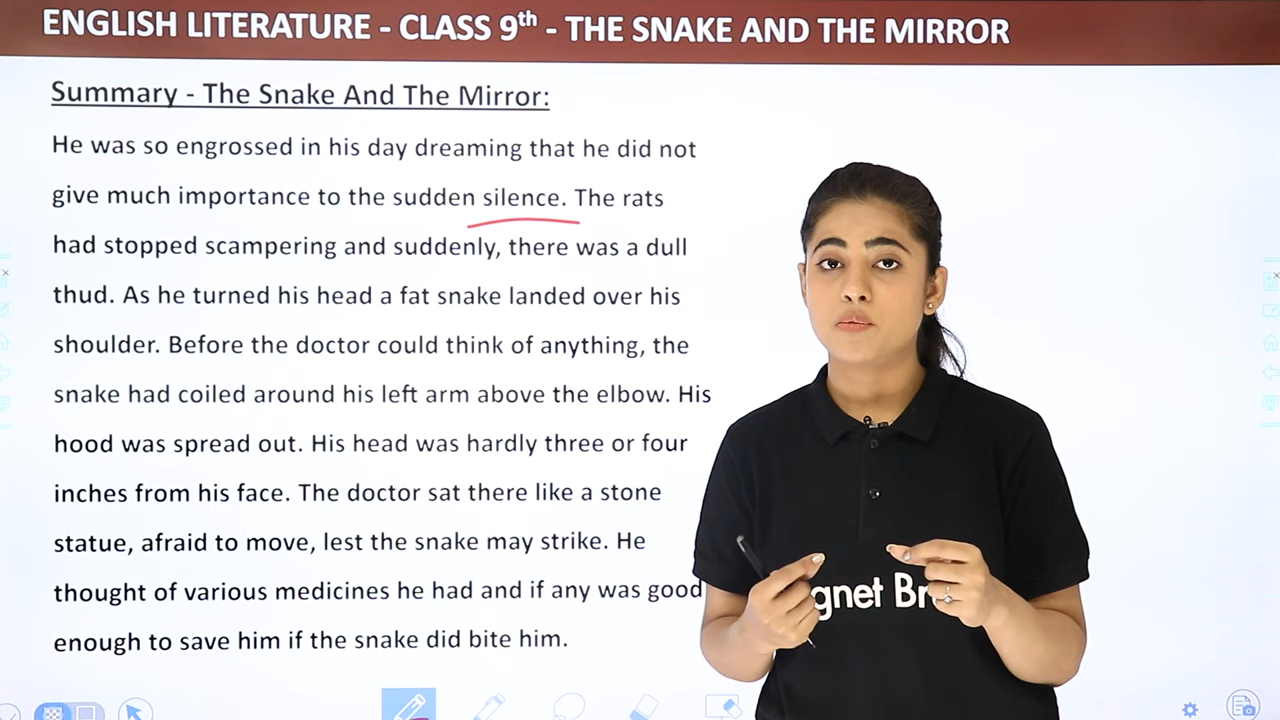 ENGLISH LITERATURE - CLASS 9th - THE SNAKE AND THE MIRROR
Summary - The Snake And The Mirror:
He was so engrossed in his day dreaming that he did not
give much importance to the sudden silence. The rats
had stopped scampering and suddenly, there was a dull
thud. As he turned his head a fat snake landed over his
shoulder. Before the doctor could think of anything, the
snake had coiled around his left arm above the elbow. His
hood was spread out. His head was hardly three or four
inches from his face. The doctor sat there like a stone
statue, afraid to move, lest the snake may strike. He
thought of various medicines he had and if any was good
enough to save him if the snake did bite him.
gnet Br